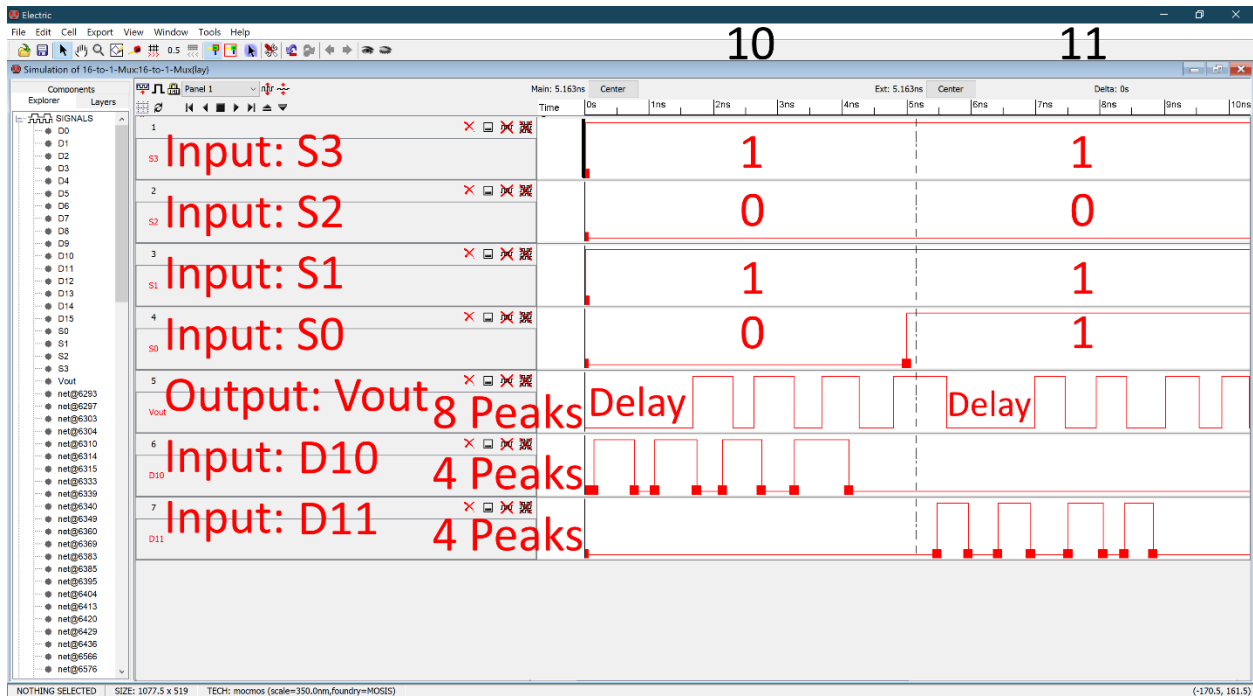 Electric
File Edit Cell Export View Window Tools Help
0.5
10 11
Simulation of 16-to-1-Mux:16-to-1-Mux{lay}
Components
Explorer Layers
SIGNALS
D0
D1
D2
D3
D4
D5
D6
D7
D8
D9
D10
D11
D12
D13
D14
D15
S0
S1
S2
S3
Vout
net@6293
net@6297
net@6303
net@6304
net@6310
net@6314
net@6315
net@6333
net@6339
net@6340
net@6349
net@6360
net@6369
net@6383
net@6385
net@6395
net@6404
net@6413
net@6420
net@6429
net@6436
net@6566
net@6576
Panel 1 Main: 5.163ns Center Ext: 5.163ns Center Delta: 0s
Time 0s 1ns 2ns 3ns 4ns 5ns 6ns 7ns 8ns 9ns 10ns
1
S3 Input: S3 1 1
2
S2 Input: S2 0 0
3
S1 Input: S1 1 1
4
S0 Input: S0 0 1
5
Vout Output: Vout 8 Peaks Delay Delay
6
D10 Input: D10 4 Peaks
7
D11 Input: D11 4 Peaks
NOTHING SELECTED SIZE: 1077.5 x 519 TECH: mocmos (scale=350.0nm,foundry=MOSIS) (-170.5, 161.5)